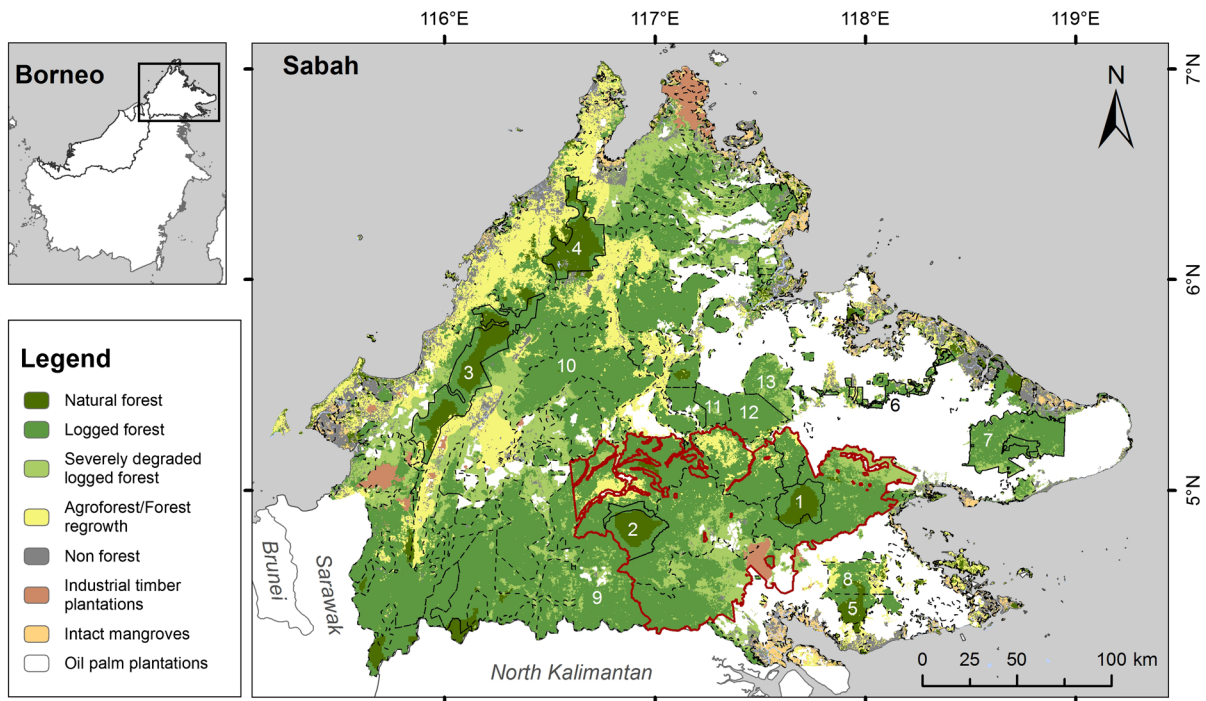 116°E
117°E
118°E
119°E
Borneo
Sabah
N
7°N
6°N
5°N
4
3
10
13
11
12
6
7
1
2
8
5
9
Legend
Natural forest
Logged forest
Severely degraded
logged forest
Agroforest/Forest
regrowth
Non forest
Industrial timber
plantations
Intact mangroves
Oil palm plantations
Brunei
Sarawak
North Kalimantan
0 25 50 100 km